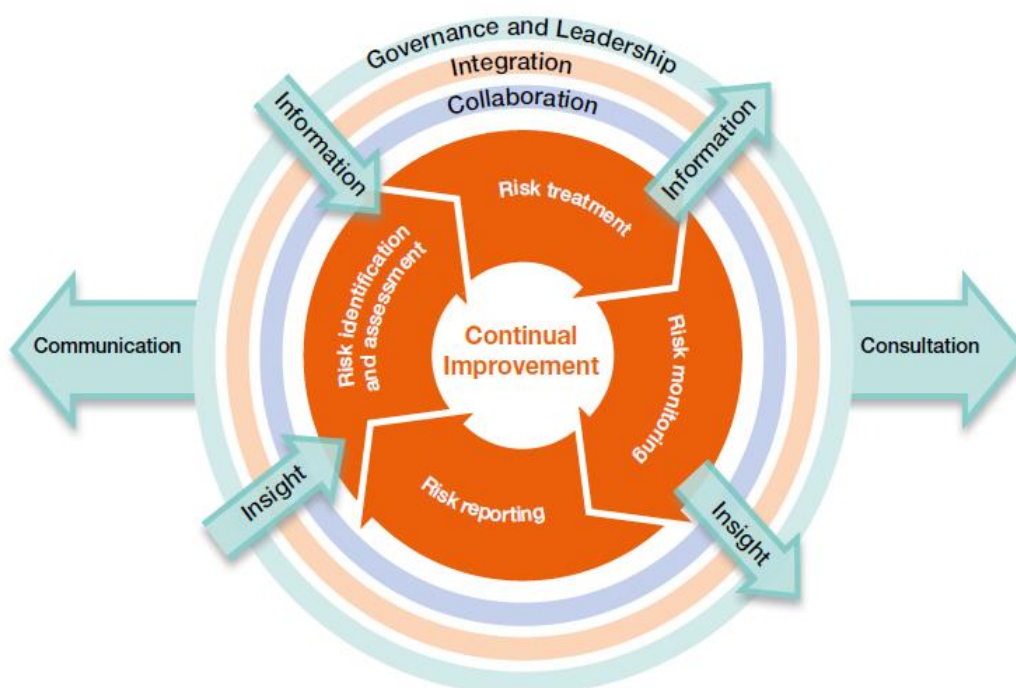 Governance and Leadership
Integration
Collaboration
Information
Information
Risk treatment
Risk identification
and assessment
Continual
Improvement
Risk monitoring
Communication
Consultation
Risk reporting
Insight
Insight